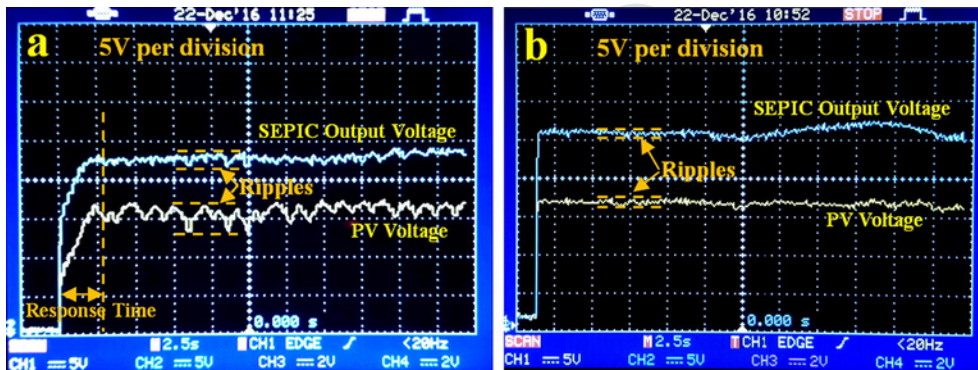 22-Dec'16 11:25
a
5V per division
SEPIC Output Voltage
Ripples
PV Voltage
Response Time
0.000 s
2.5s
CH1 EDGE
<20Hz
CH1 5V
CH2 5V
CH3 2V
CH4 2V
22-Dec'16 10:52
STOP
b
5V per division
SEPIC Output Voltage
Ripples
PV Voltage
0.000 s
SCAN
M 2.5s
T CH1 EDGE
<20Hz
CH1 5V
CH2 5V
CH3 2V
CH4 2V